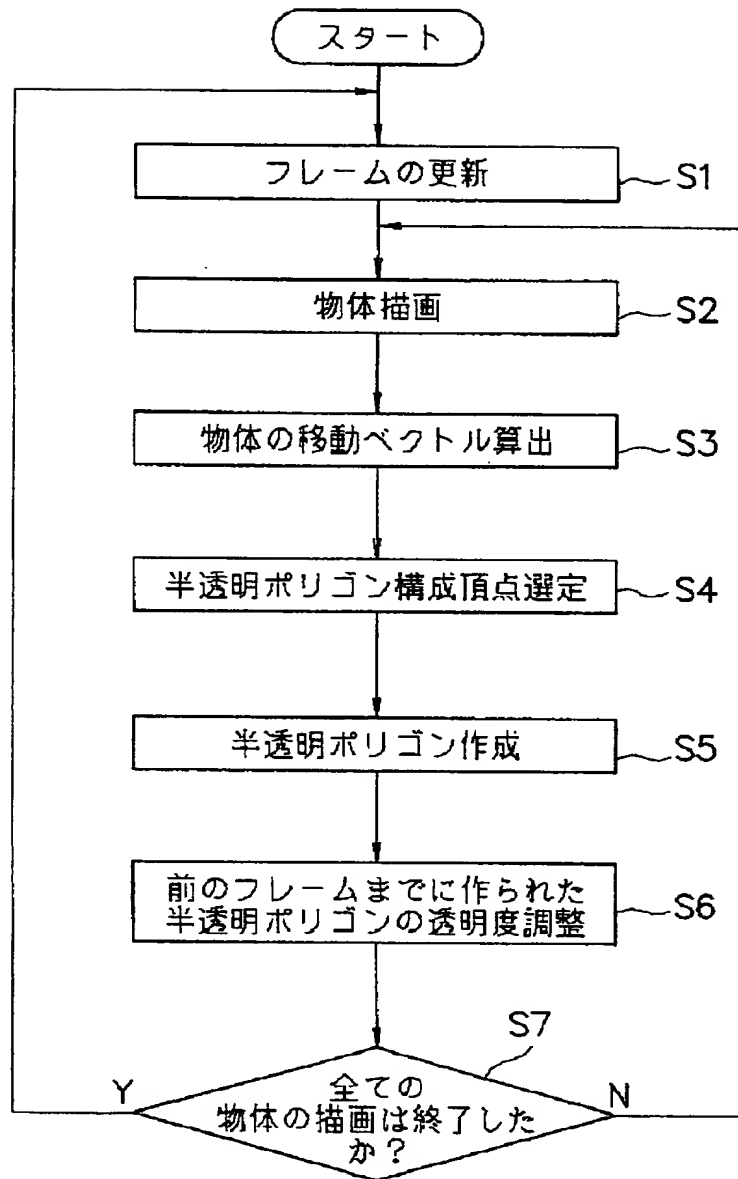 スタート
フレームの更新
S1
物体描画
S2
物体の移動ベクトル算出
S3
半透明ポリゴン構成頂点選定
S4
半透明ポリゴン作成
S5
前のフレームまでに作られた
半透明ポリゴンの透明度調整
S6
S7
Y
N
全ての
物体の描画は終了した
か？